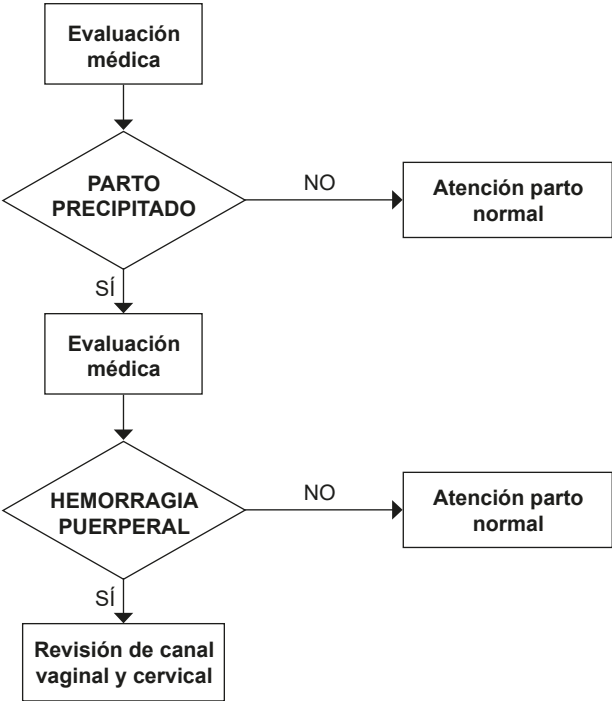 Evaluación
médica
PARTO
PRECIPITADO
NO
Atención parto
normal
SÍ
Evaluación
médica
HEMORRAGIA
PUERPERAL
NO
Atención parto
normal
SÍ
Revisión de canal
vaginal y cervical